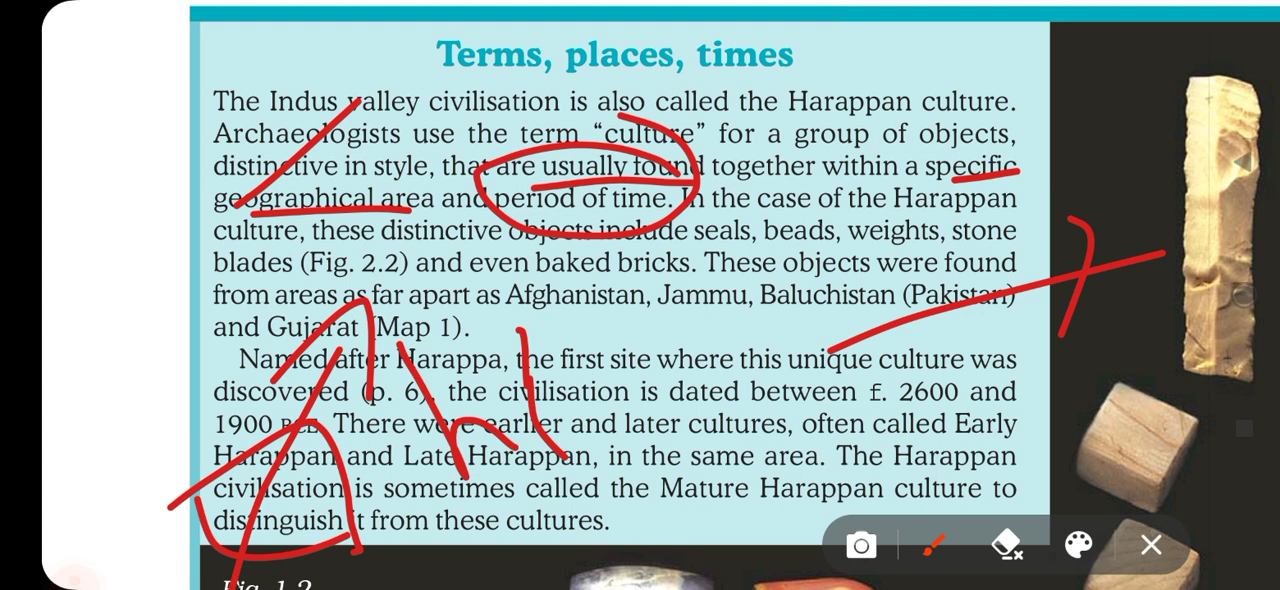 Terms, places, times
The Indus valley civilisation is also called the Harappan culture.
Archaeologists use the term “culture” for a group of objects,
distinctive in style, that are usually found together within a specific
geographical area and period of time. In the case of the Harappan
culture, these distinctive objects include seals, beads, weights, stone
blades (Fig. 2.2) and even baked bricks. These objects were found
from areas as far apart as Afghanistan, Jammu, Baluchistan (Pakistan)
and Gujarat (Map 1).
Named after Harappa, the first site where this unique culture was
discovered (p. 6), the civilisation is dated between £. 2600 and
1900 BCE. There were earlier and later cultures, often called Early
Harappan and Late Harappan, in the same area. The Harappan
civilisation is sometimes called the Mature Harappan culture to
distinguish it from these cultures.
Fig. 1.2